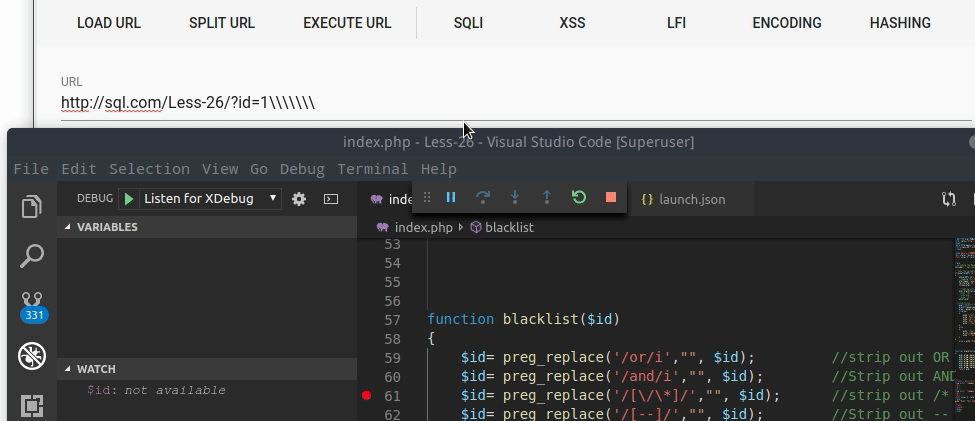 LOAD URL SPLIT URL EXECUTE URL SQLI XSS LFI ENCODING HASHING
URL
http://sql.com/Less-26/?id=1\\\\\\\
index.php - Less-26 - Visual Studio Code [Superuser]
File Edit Selection View Go Debug Terminal Help
DEBUG Listen for XDebug inde {} launch.json
VARIABLES
index.php blacklist
53
54
55
56
57 function blacklist($id)
58 {
59 $id= preg_replace('/or/i',"", $id); //strip out OR
60 $id= preg_replace('/and/i',"", $id); //Strip out AND
61 $id= preg_replace('/[\/\*]/',"", $id); //strip out /*
62 $id= preg_replace('/[--]/',"", $id); //Strip out --
331
WATCH
$id: not available